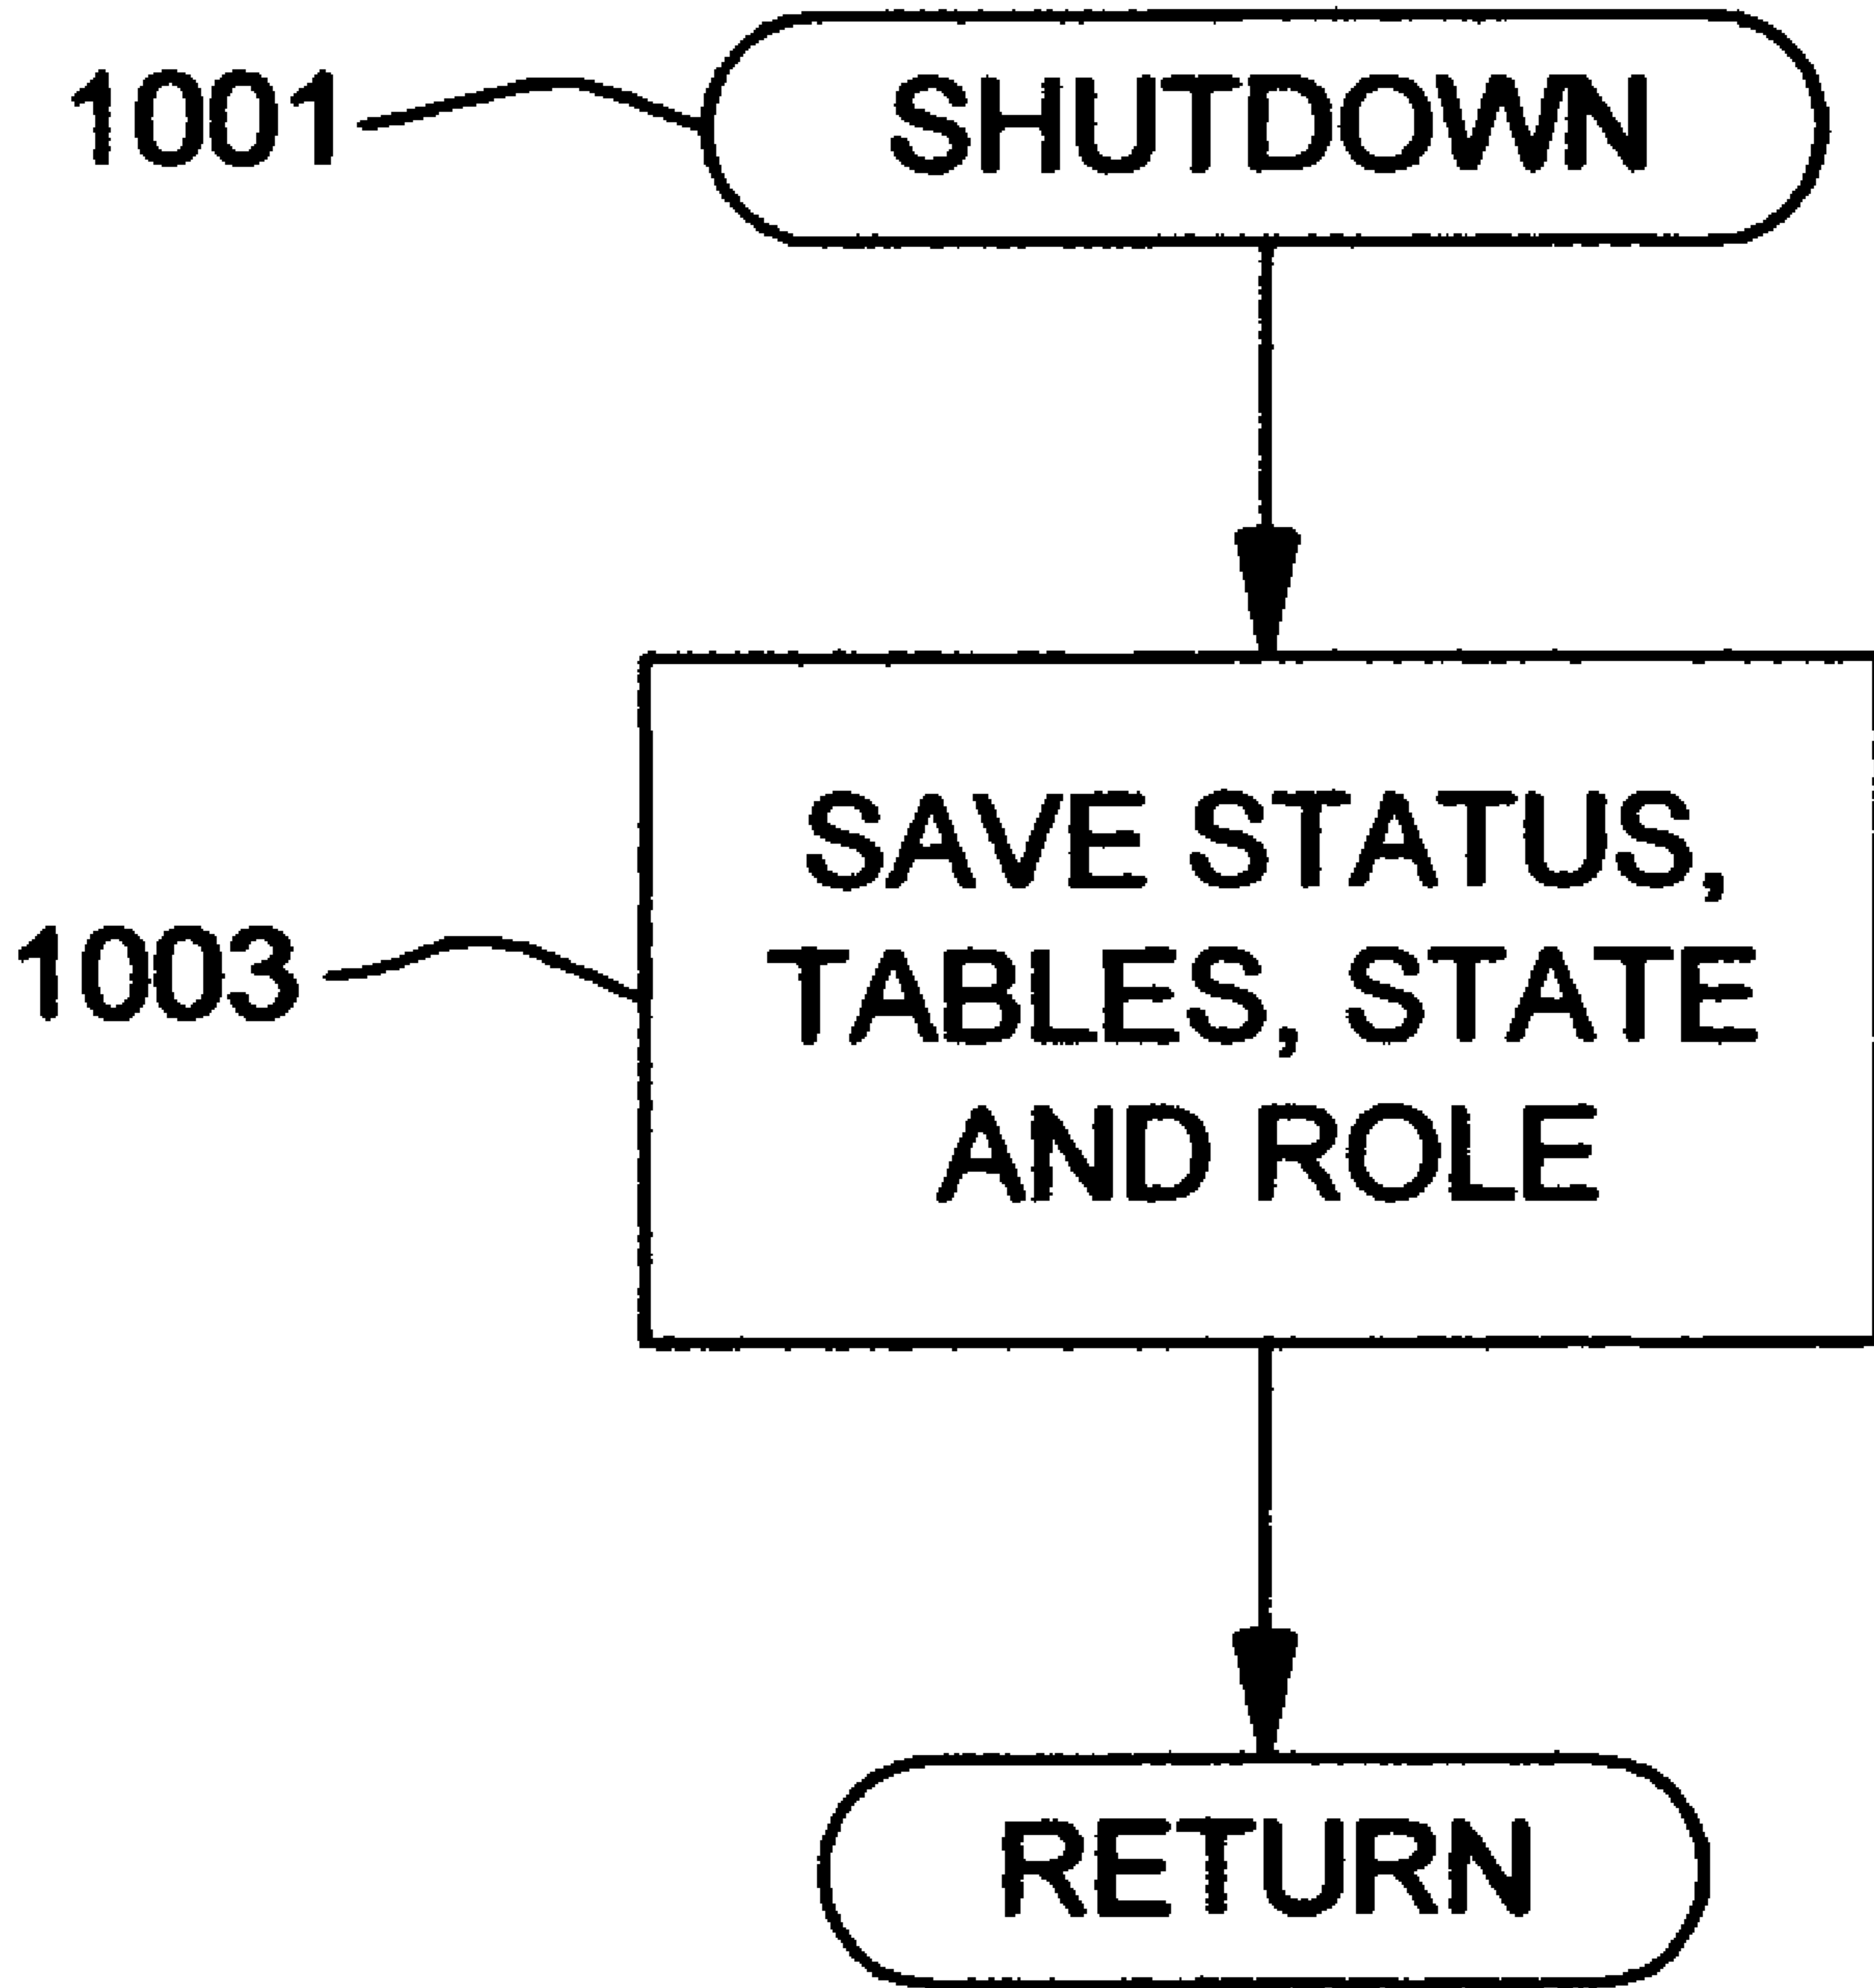 1001
SHUTDOWN
SAVE STATUS,
1003
TABLES, STATE
AND ROLE
RETURN